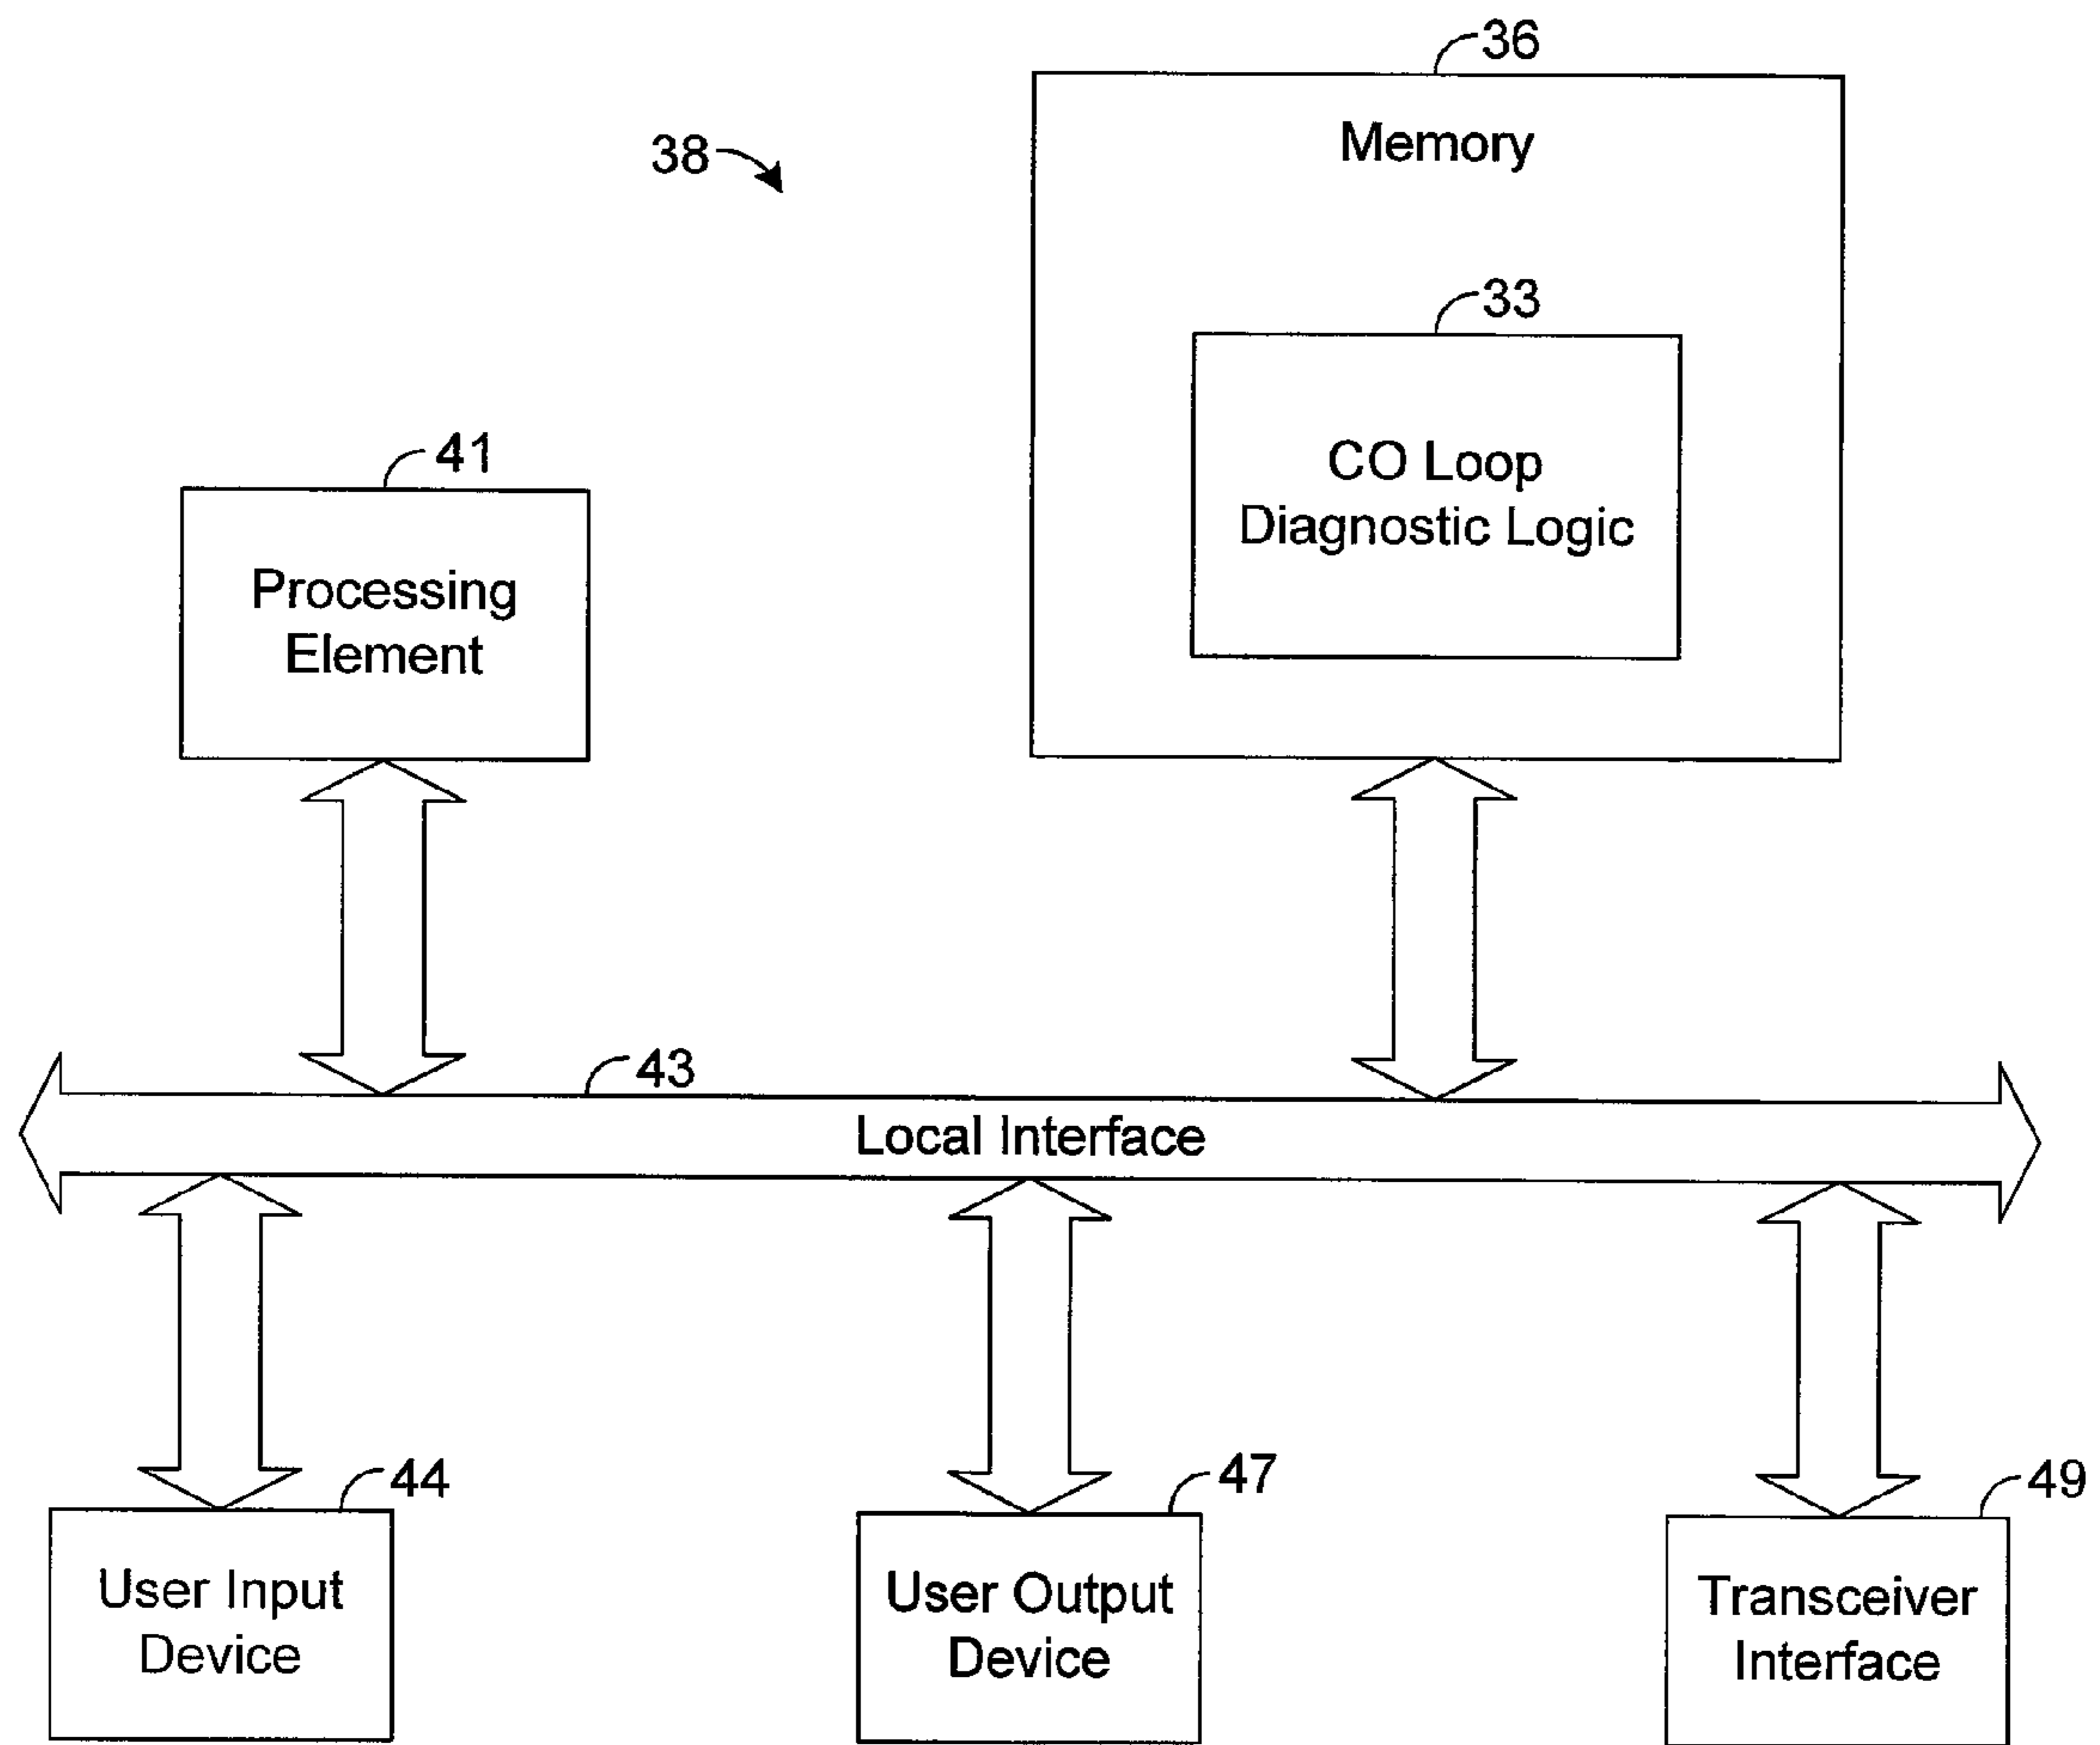 36
Memory
38
33
CO Loop
Diagnostic Logic
41
Processing
Element
43
Local Interface
44
User Input
Device
47
User Output
Device
49
Transceiver
Interface